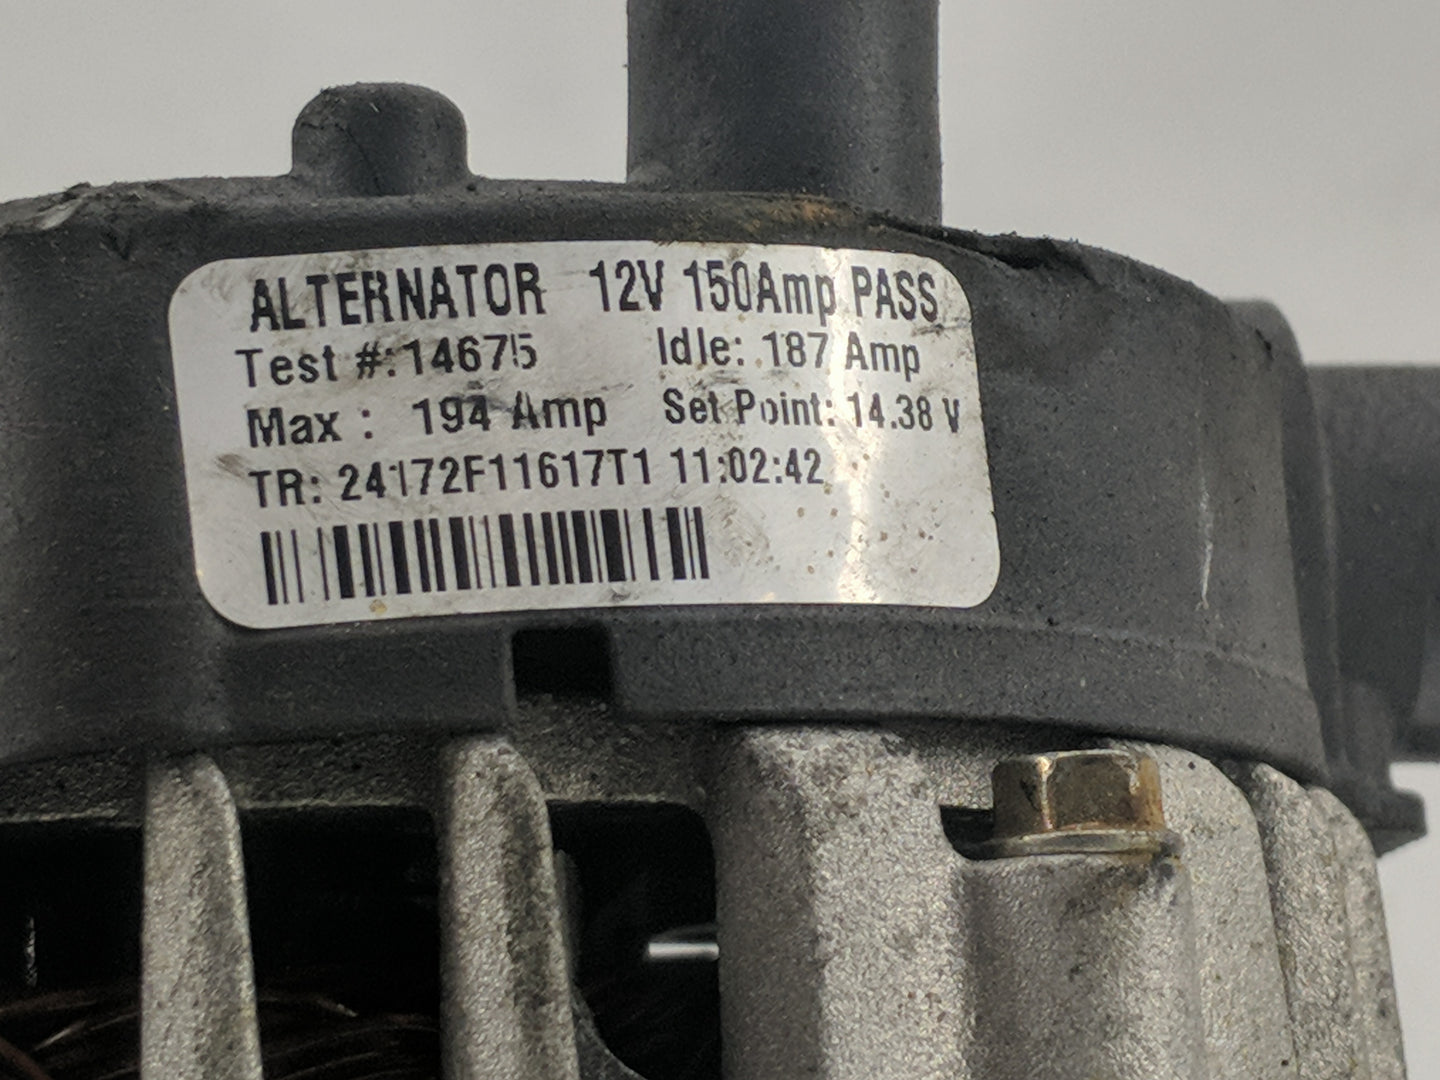 ALTERNATOR 12V 150Amp PASS
Test #:14675 Idle: 187 Amp
Max : 194 Amp Set Point: 14.38 V
TR: 24172F11617T1 11:02:42